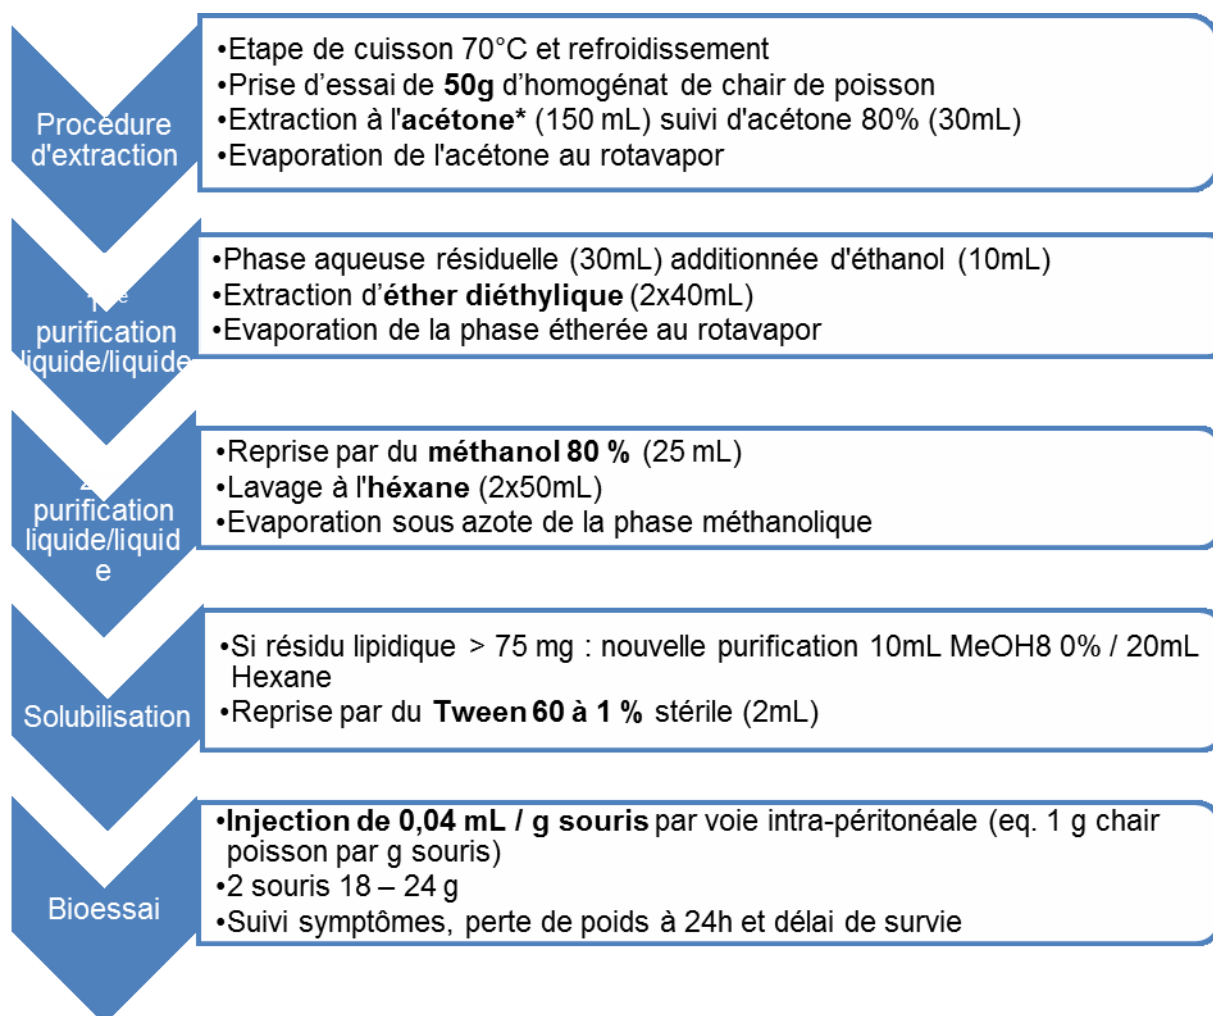 •Etape de cuisson 70°C et refroidissement
•Prise d'essai de 50g d'homogénat de chair de poisson
•Extraction à l'acétone* (150 mL) suivi d'acétone 80% (30mL)
•Evaporation de l'acétone au rotavapor
Procédure
d'extraction
•Phase aqueuse résiduelle (30mL) additionnée d'éthanol (10mL)
•Extraction d'éther diéthylique (2x40mL)
•Evaporation de la phase étherée au rotavapor
purification
liquide/liquide
•Reprise par du méthanol 80 % (25 mL)
•Lavage à l'héxane (2x50mL)
•Evaporation sous azote de la phase méthanolique
purification
liquide/liquid
e
•Si résidu lipidique > 75 mg : nouvelle purification 10mL MeOH8 0% / 20mL
Hexane
•Reprise par du Tween 60 à 1 % stérile (2mL)
Solubilisation
•Injection de 0,04 mL / g souris par voie intra-péritonéale (eq. 1 g chair
poisson par g souris)
•2 souris 18 – 24 g
•Suivi symptômes, perte de poids à 24h et délai de survie
Bioessai